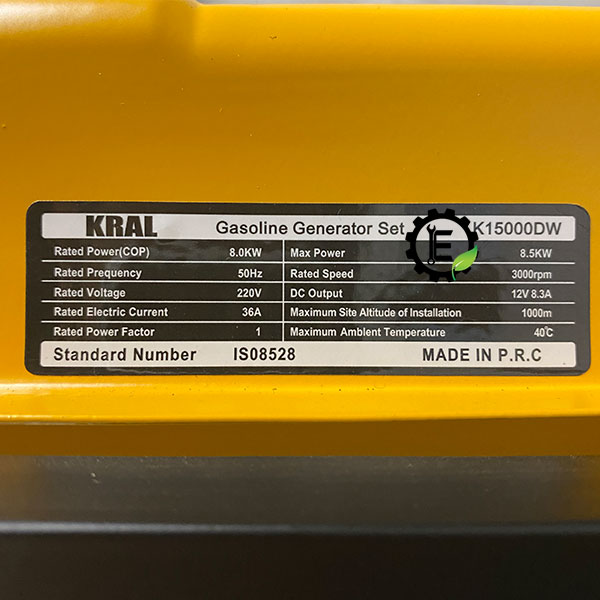 KRAL Gasoline Generator Set K15000DW
Rated Power(COP) 8.0KW Max Power 8.5KW
Rated Prequency 50Hz Rated Speed 3000rpm
Rated Voltage 220V DC Output 12V 8.3A
Rated Electric Current 36A Maximum Site Altitude of Installation 1000m
Rated Power Factor 1 Maximum Amblent Temperature 40℃
Standard Number IS08528 MADE IN P.R.C
E